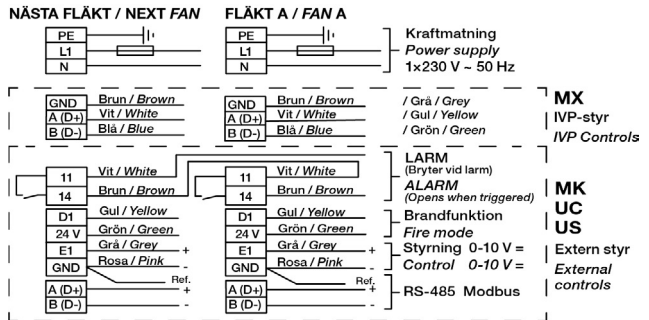 NÄSTA FLÄKT / NEXT FAN
FLÄKT A / FAN A
PE
L1
N
PE
L1
N
Kraftmatning
Power supply
1×230 V ~ 50 Hz
GND
A (D+)
B (D-)
Brun / Brown
Vit / White
Blå / Blue
GND
A (D+)
B (D-)
Brun / Brown
Vit / White
Blå / Blue
/ Grå / Grey
/ Gul / Yellow
/ Grön / Green
MX
IVP-styr
IVP Controls
11
14
Vit / White
Brun / Brown
11
14
Vit / White
Brun / Brown
LARM
(Bryter vid larm)
ALARM
(Opens when triggered)
D1
24 V
Gul / Yellow
Grön / Green
D1
24 V
Gul / Yellow
Grön / Green
Brandfunktion
Fire mode
E1
GND
Grå / Grey +
Rosa / Pink -
E1
GND
Grå / Grey +
Rosa / Pink -
Styrning 0-10 V =
Control 0-10 V =
A (D+)
B (D-)
Ref.
+
-
A (D+)
B (D-)
Ref.
+
-
RS-485 Modbus
MK
UC
US
Extern styr
External
controls